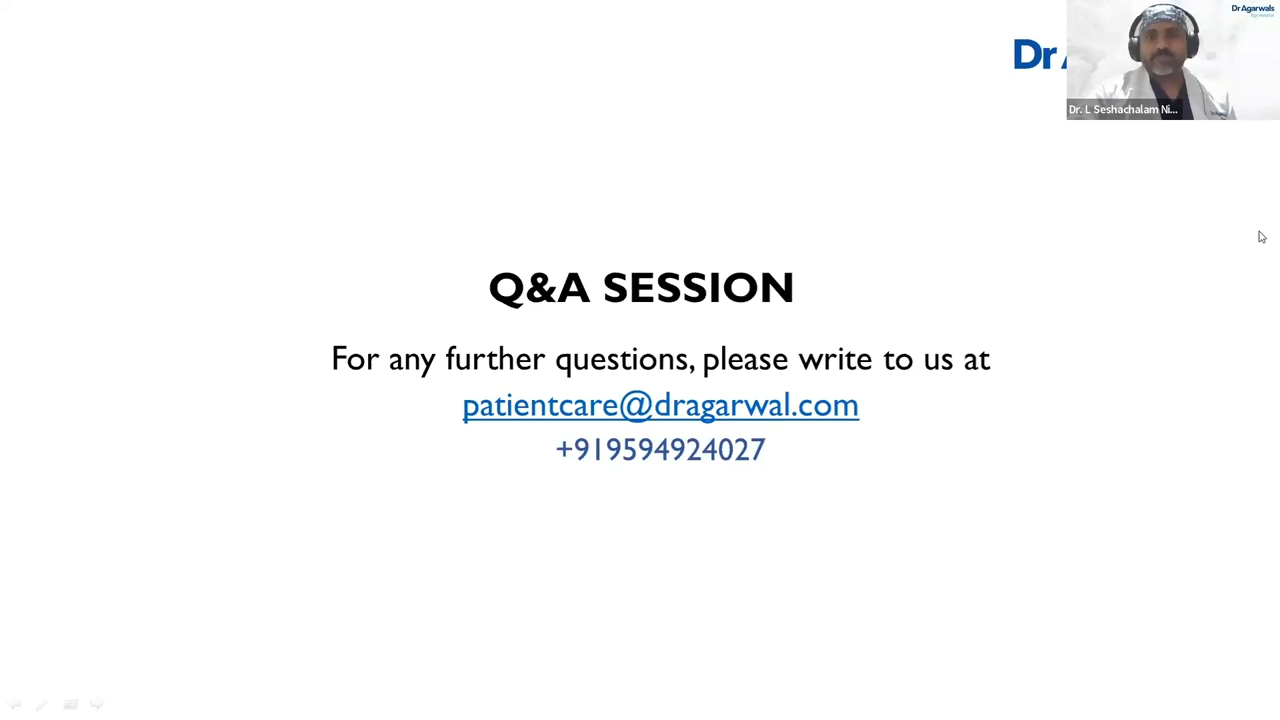 Dr Agarwals
Dr
Dr. L Seshachalam Ni...
Q&A SESSION
For any further questions, please write to us at
patientcare@dragarwal.com
+919594924027